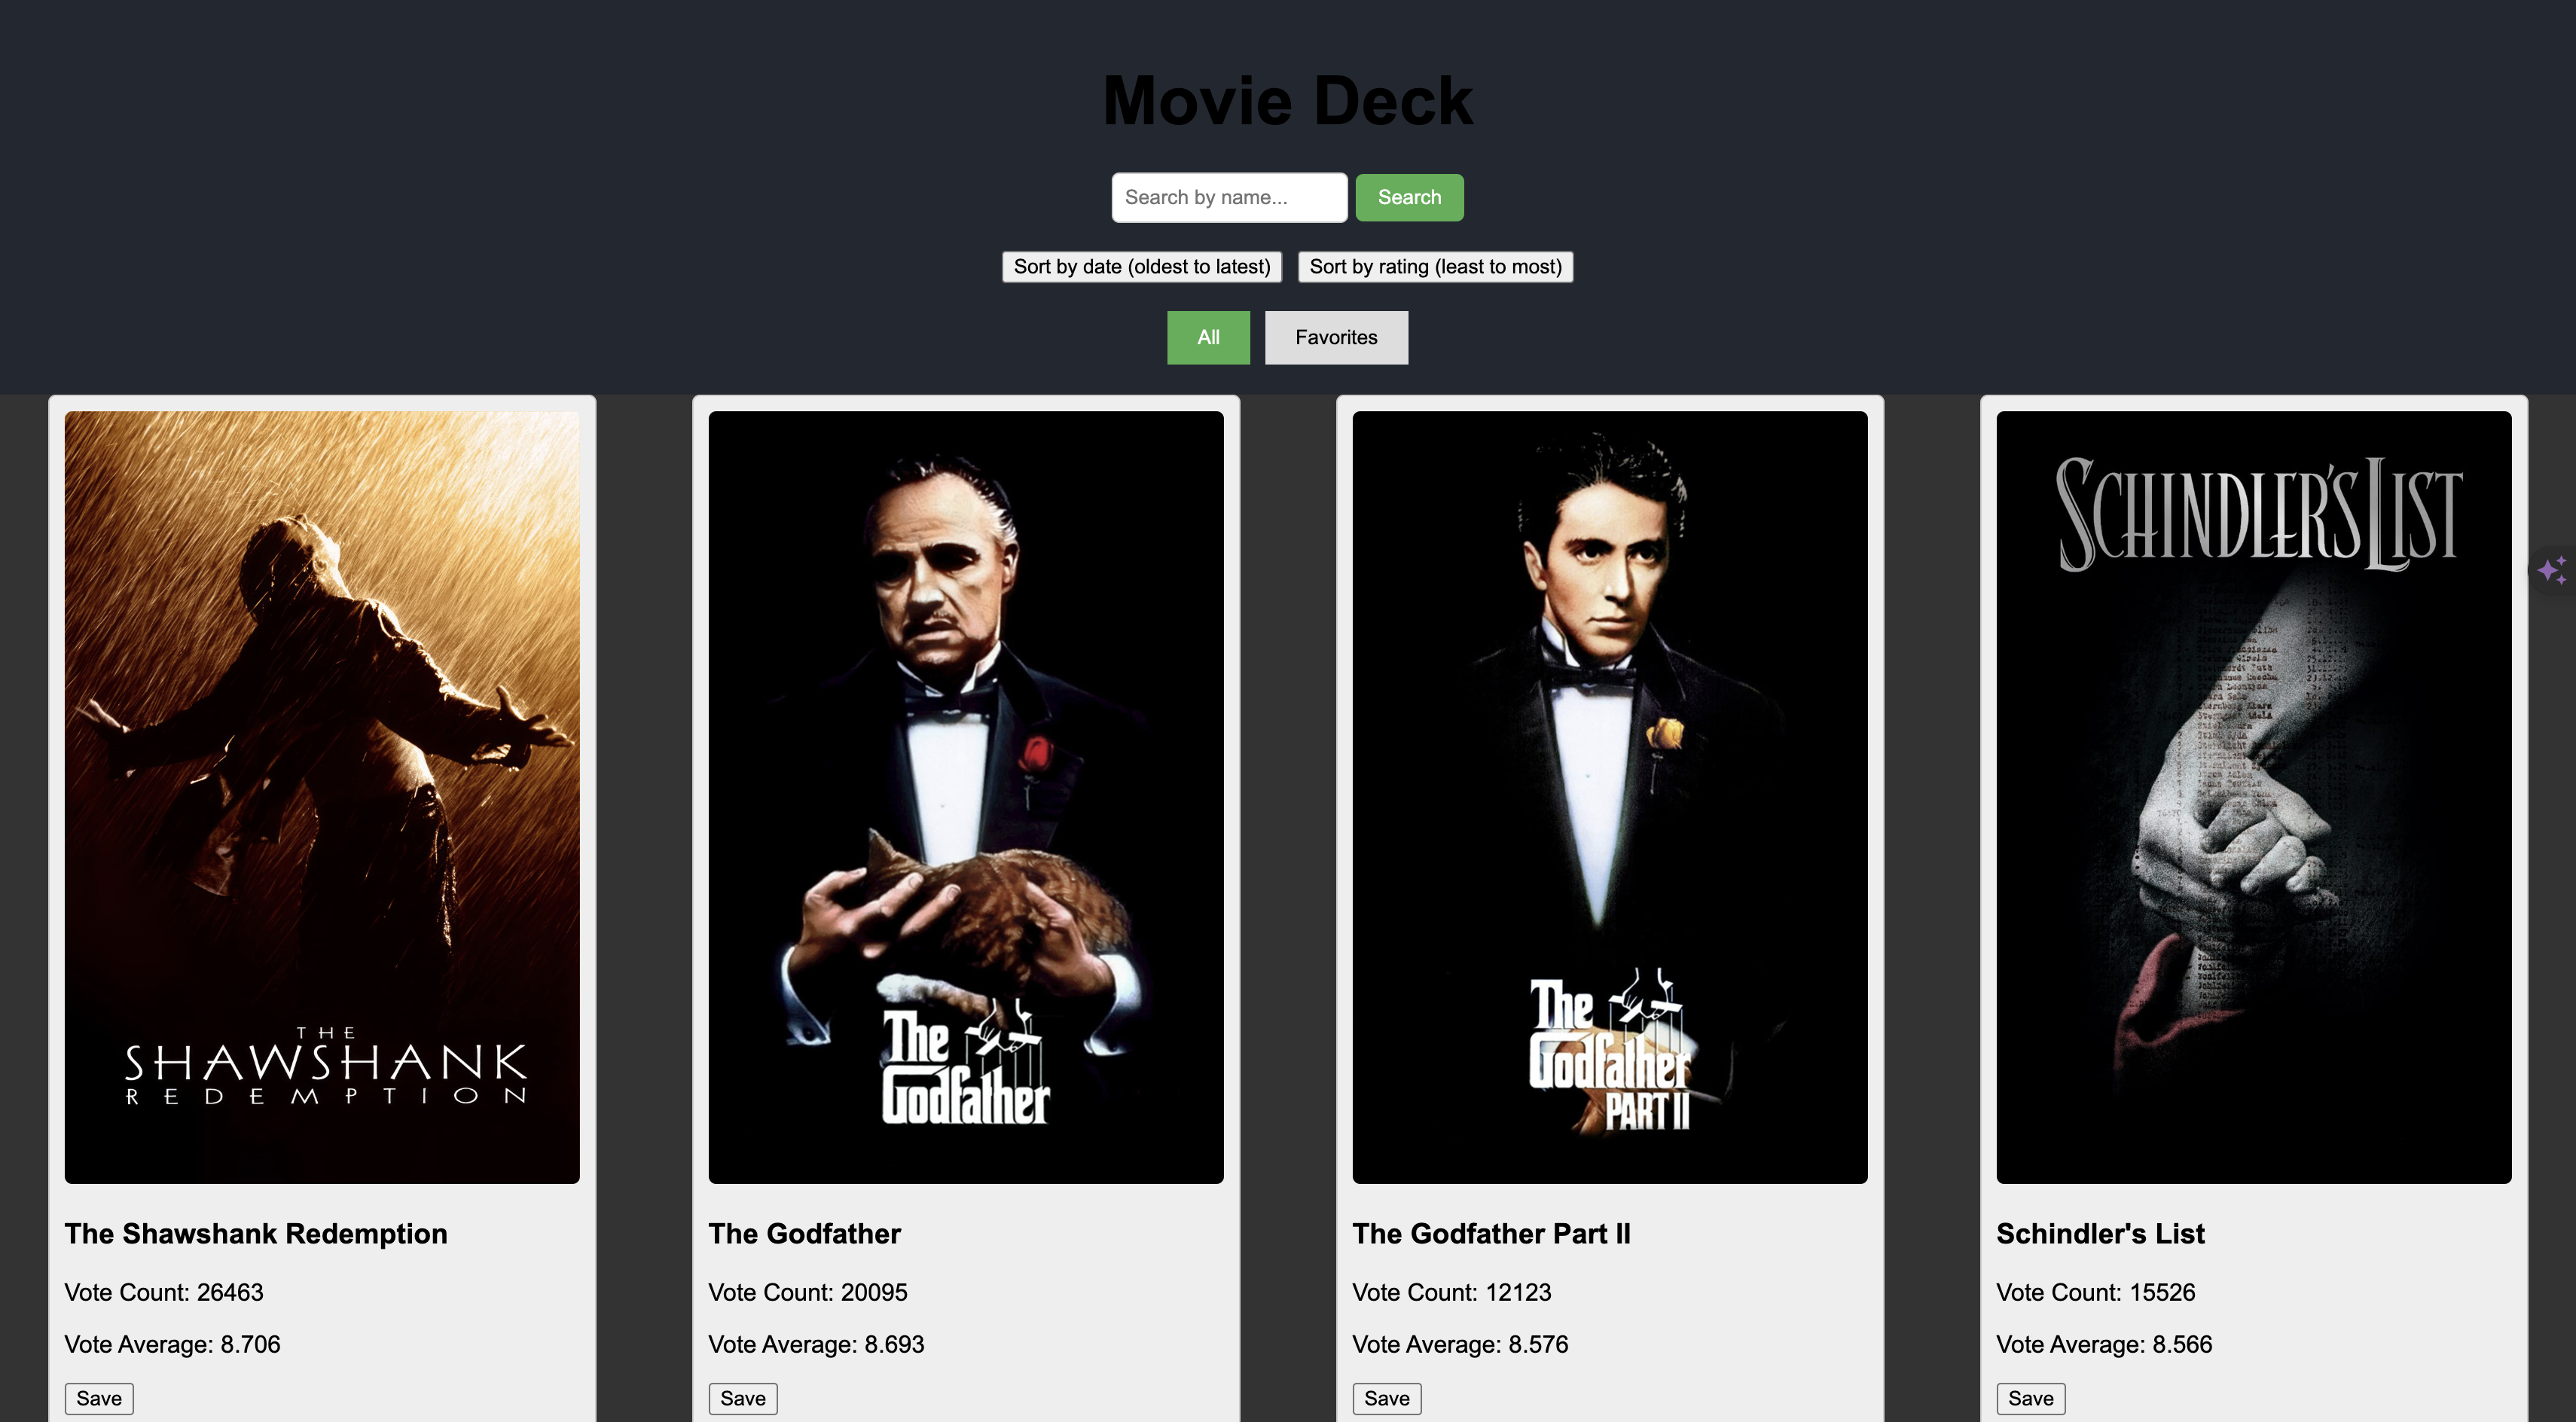 Movie Deck
Search by name...
Search
Sort by date (oldest to latest)
Sort by rating (least to most)
All
Favorites
THE
SHAWSHANK
REDEMPTION
The
Godfather
The
Godfather
PART II
SCHINDLER'S LIST
The Shawshank Redemption
Vote Count: 26463
Vote Average: 8.706
Save
The Godfather
Vote Count: 20095
Vote Average: 8.693
Save
The Godfather Part II
Vote Count: 12123
Vote Average: 8.576
Save
Schindler's List
Vote Count: 15526
Vote Average: 8.566
Save